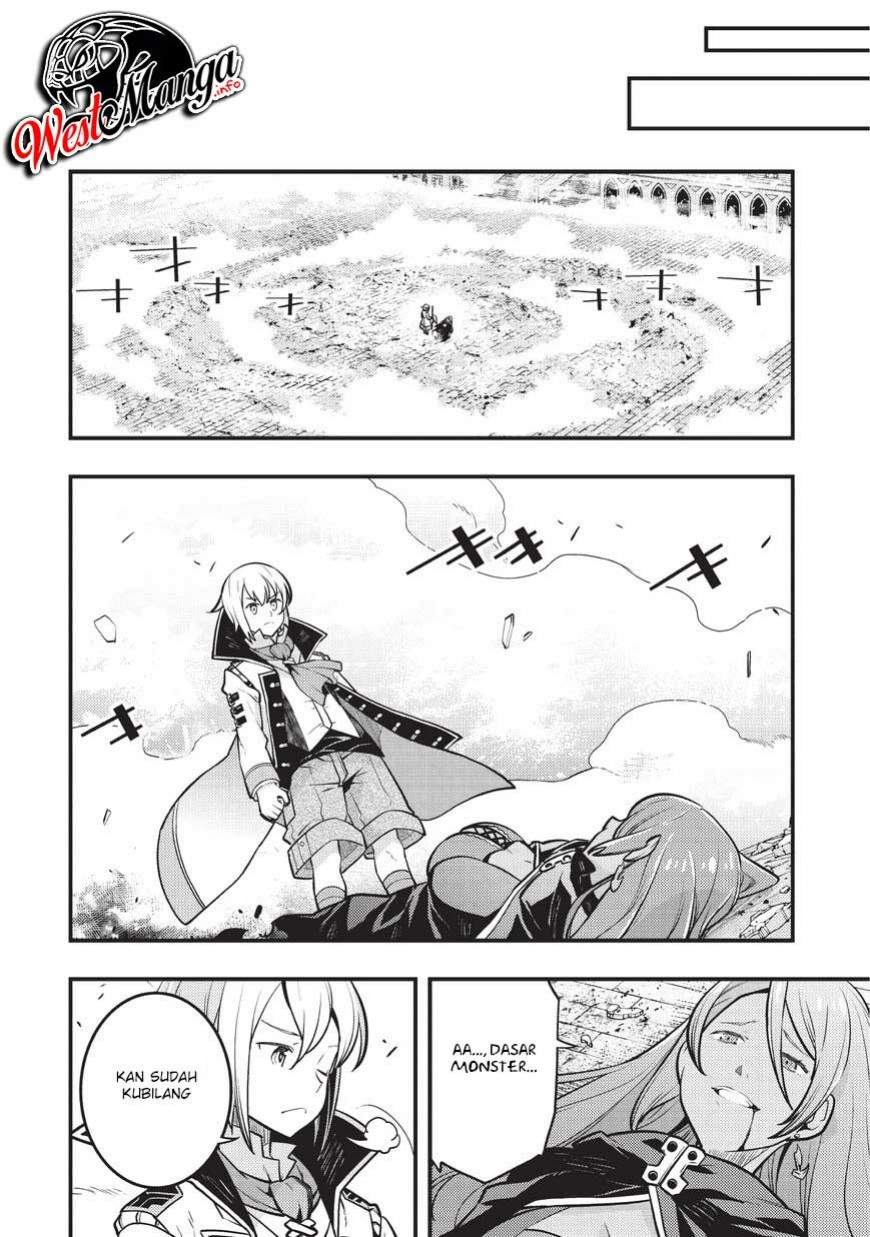 WestManga
.info
AA..., DASAR
MONSTER...
KAN SUDAH
KUBILANG